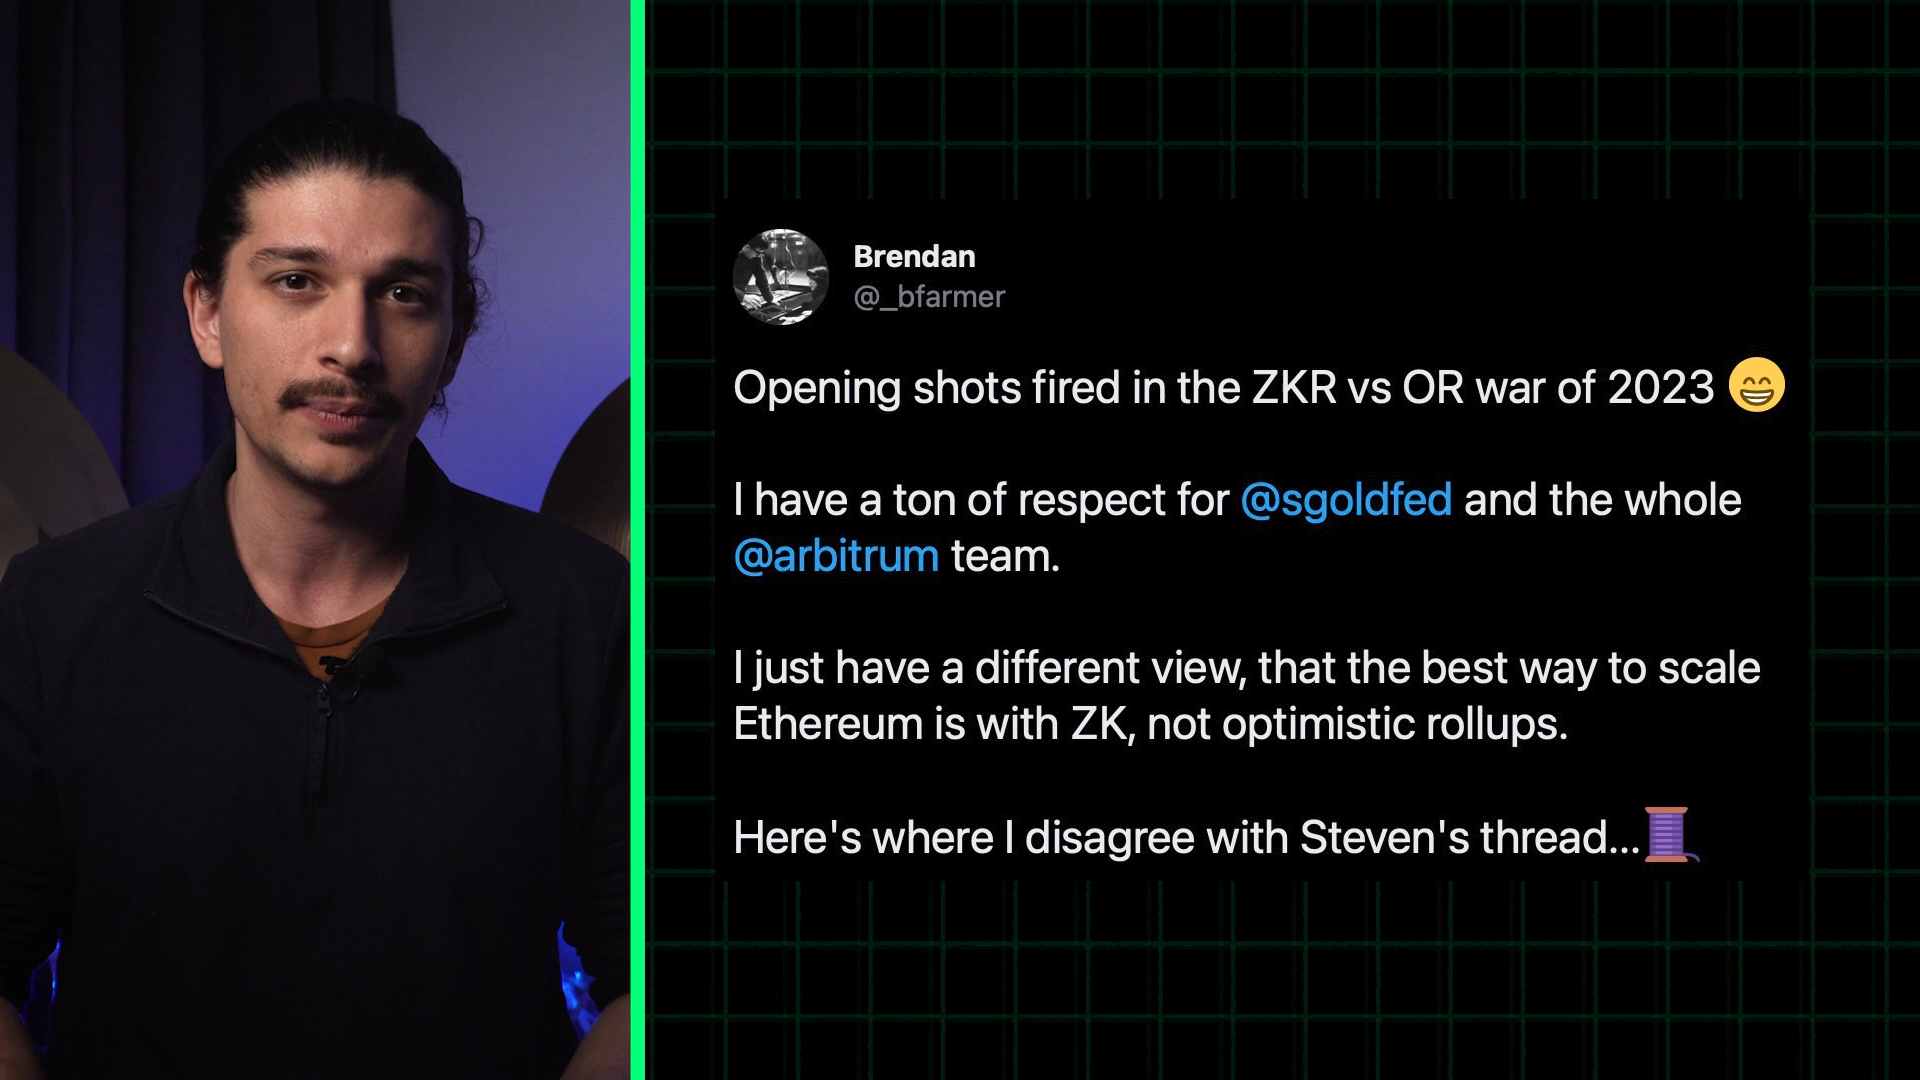 Brendan
@_bfarmer
Opening shots fired in the ZKR vs OR war of 2023 😁
I have a ton of respect for @sgoldfed and the whole
@arbitrum team.
I just have a different view, that the best way to scale
Ethereum is with ZK, not optimistic rollups.
Here's where I disagree with Steven's thread...🧵